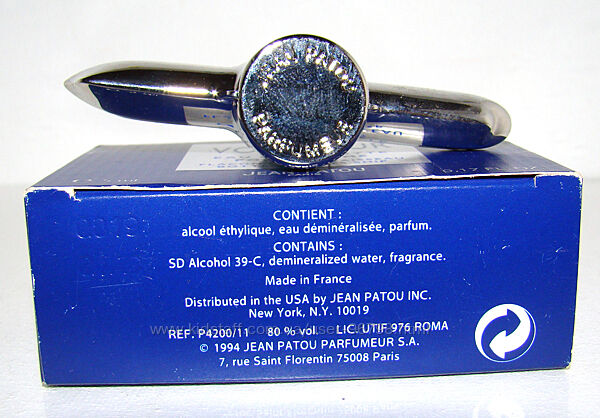 JEAN PATOU
CONTIENT :
alcool éthylique, eau déminéralisée, parfum.
CONTAINS :
SD Alcohol 39-C, demineralized water, fragrance.
Made in France
Distributed in the USA by JEAN PATOU INC.
New York, N.Y. 10019
REF. P4200/11 80 % vol. LIC. UTIF 976 ROMA
© 1994 JEAN PATOU PARFUMEUR S.A.
7, rue Saint Florentin 75008 Paris